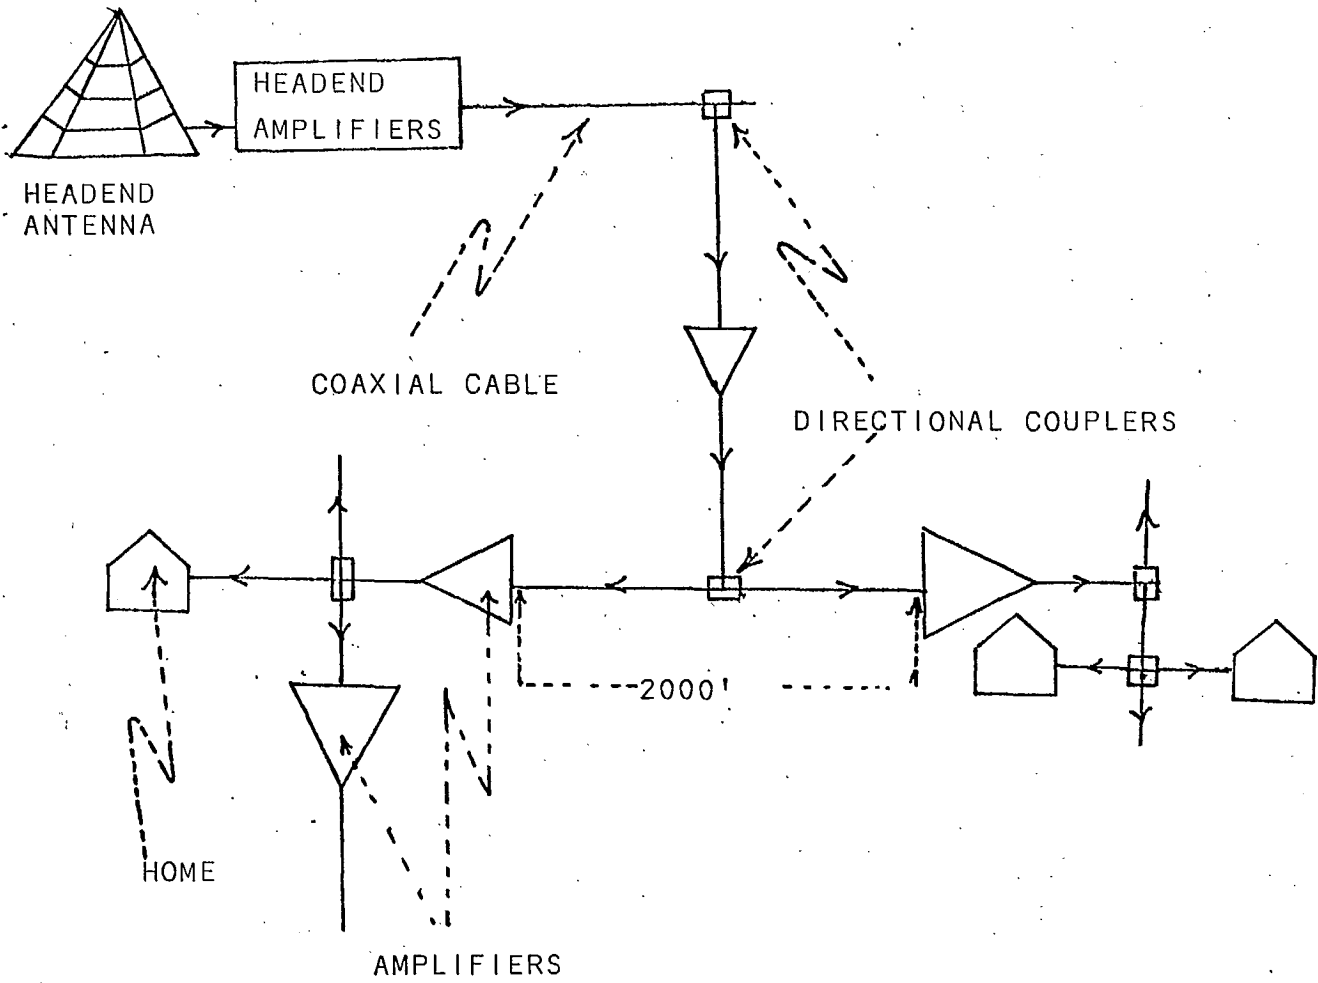 HEADEND
AMPLIFIERS
HEADEND
ANTENNA
COAXIAL CABLE
DIRECTIONAL COUPLERS
2000'
HOME
AMPLIFIERS